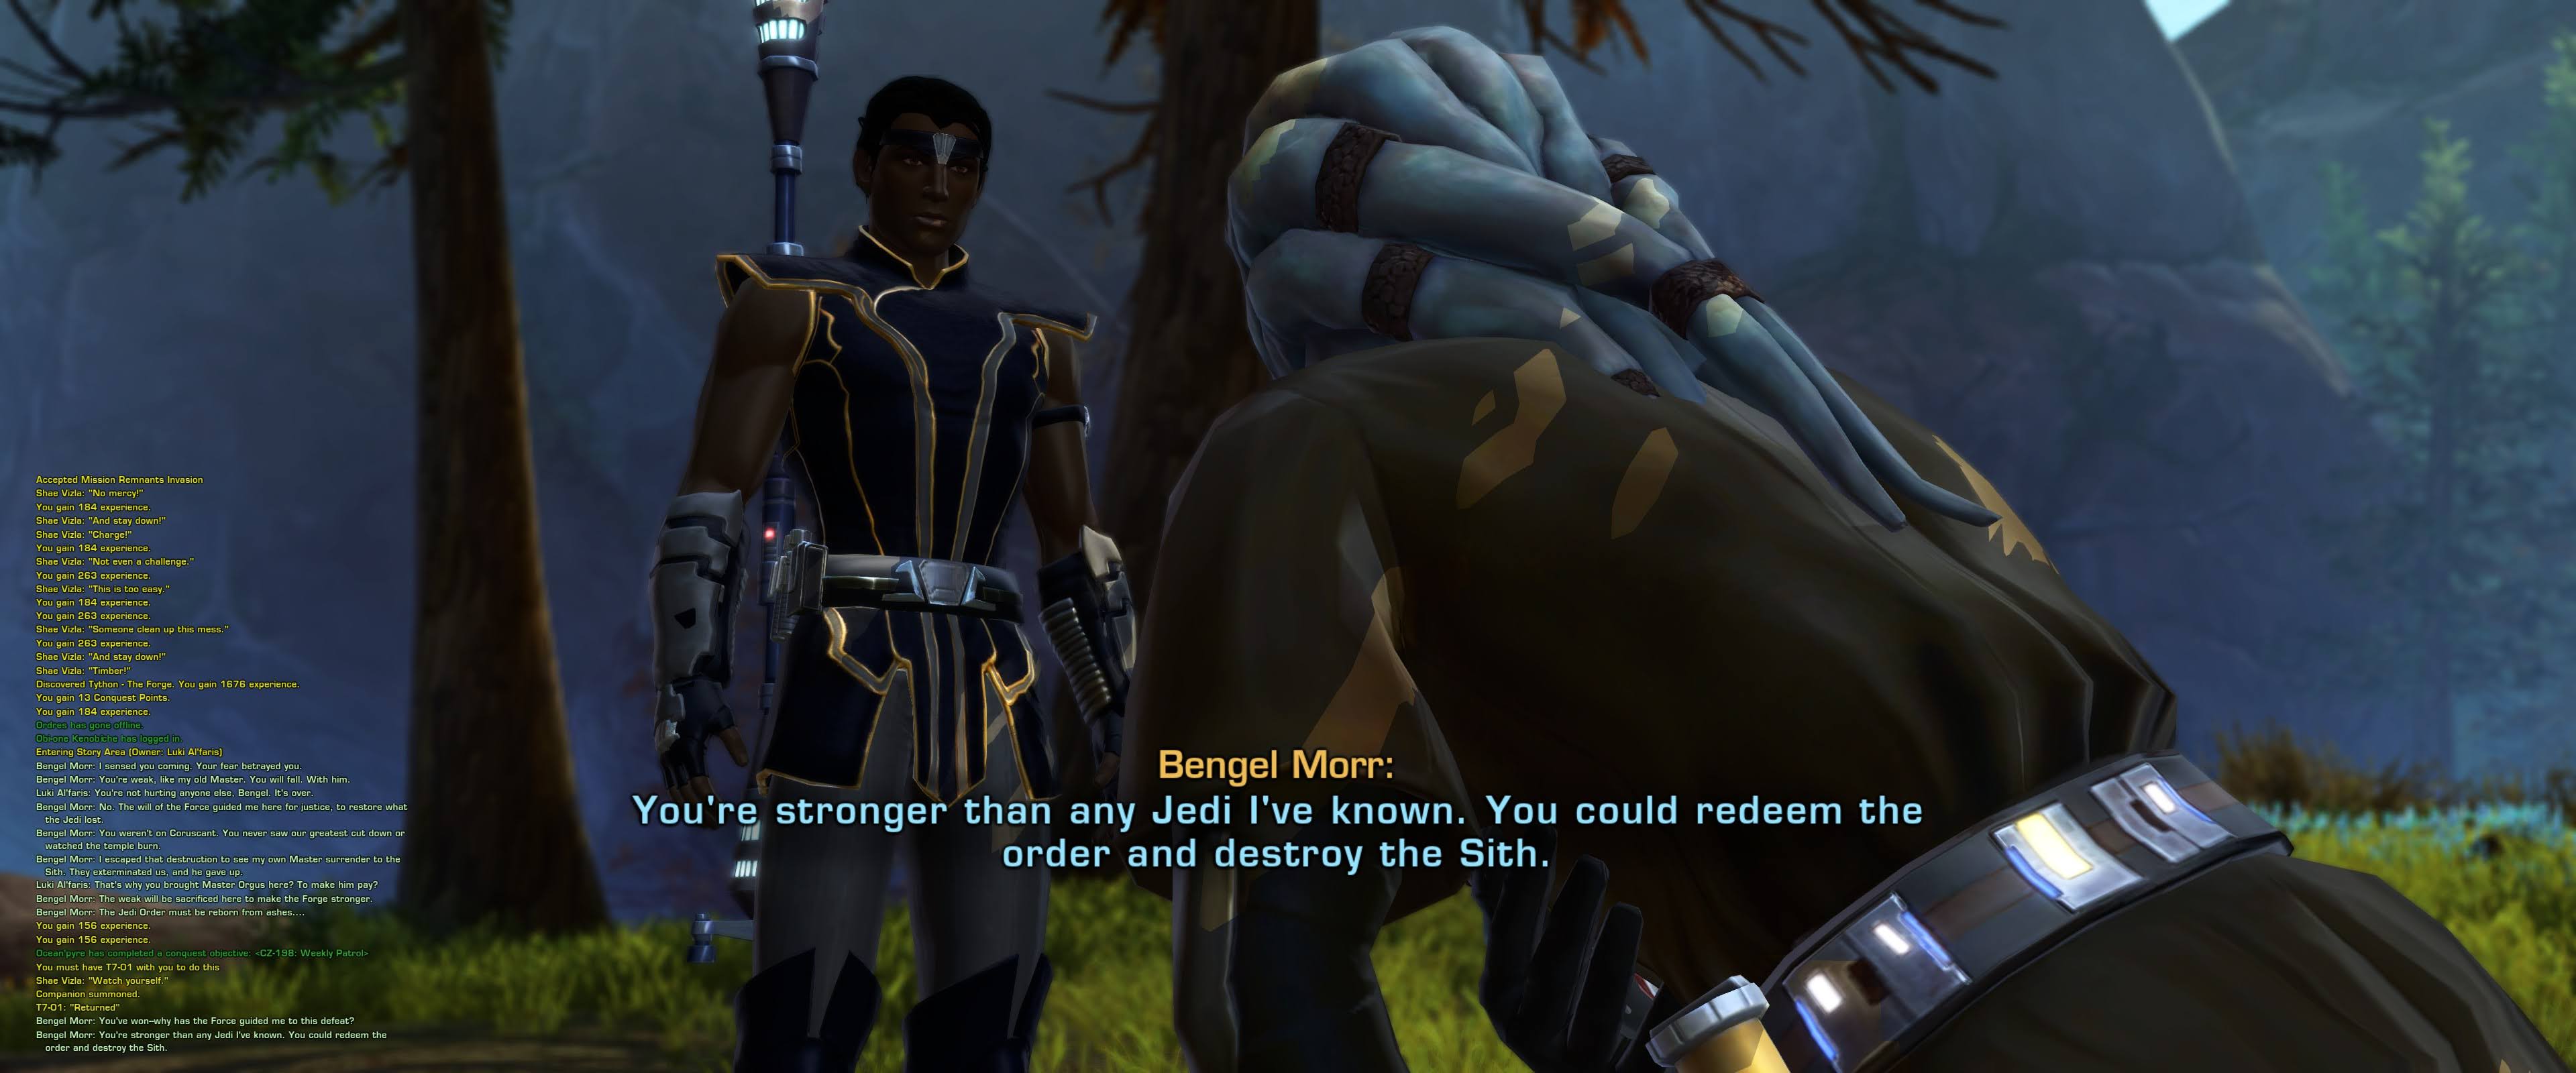 Accepted Mission Remnants Invasion
Shae Vizla: "No mercy!"
You gain 184 experience.
Shae Vizla: "And stay down!"
Shae Vizla: "Charge!"
You gain 184 experience.
Shae Vizla: "Not even a challenge."
You gain 263 experience.
Shae Vizla: "This is too easy."
You gain 184 experience.
You gain 263 experience.
Shae Vizla: "Someone clean up this mess."
You gain 263 experience.
Shae Vizla: "And stay down!"
Shae Vizla: "Timber!"
Discovered Tython - The Forge. You gain 1676 experience.
You gain 13 Conquest Points.
You gain 184 experience.
Ordres has gone offline.
Obi-one Kenobiche has logged in.
Entering Story Area (Owner: Luki Al'faris)
Bengel Morr: I sensed you coming. Your fear betrayed you.
Bengel Morr: You're weak, like my old Master. You will fall. With him.
Luki Al'faris: You're not hurting anyone else, Bengel. It's over.
Bengel Morr: No. The will of the Force guided me here for justice, to restore what
the Jedi lost.
Bengel Morr: You weren't on Coruscant. You never saw our greatest cut down or
watched the temple burn.
Bengel Morr: I escaped that destruction to see my own Master surrender to the
Sith. They exterminated us, and he gave up.
Luki Al'faris: That's why you brought Master Orgus here? To make him pay?
Bengel Morr: The weak will be sacrificed here to make the Forge stronger.
Bengel Morr: The Jedi Order must be reborn from ashes....
You gain 156 experience.
You gain 156 experience.
Ocean'pyre has completed a conquest objective: <CZ-198: Weekly Patrol>
You must have T7-01 with you to do this
Shae Vizla: "Watch yourself."
Companion summoned.
T7-01: "Returned"
Bengel Morr: You've won—why has the Force guided me to this defeat?
Bengel Morr: You're stronger than any Jedi I've known. You could redeem the
order and destroy the Sith.
Bengel Morr:
You're stronger than any Jedi I've known. You could redeem the
order and destroy the Sith.